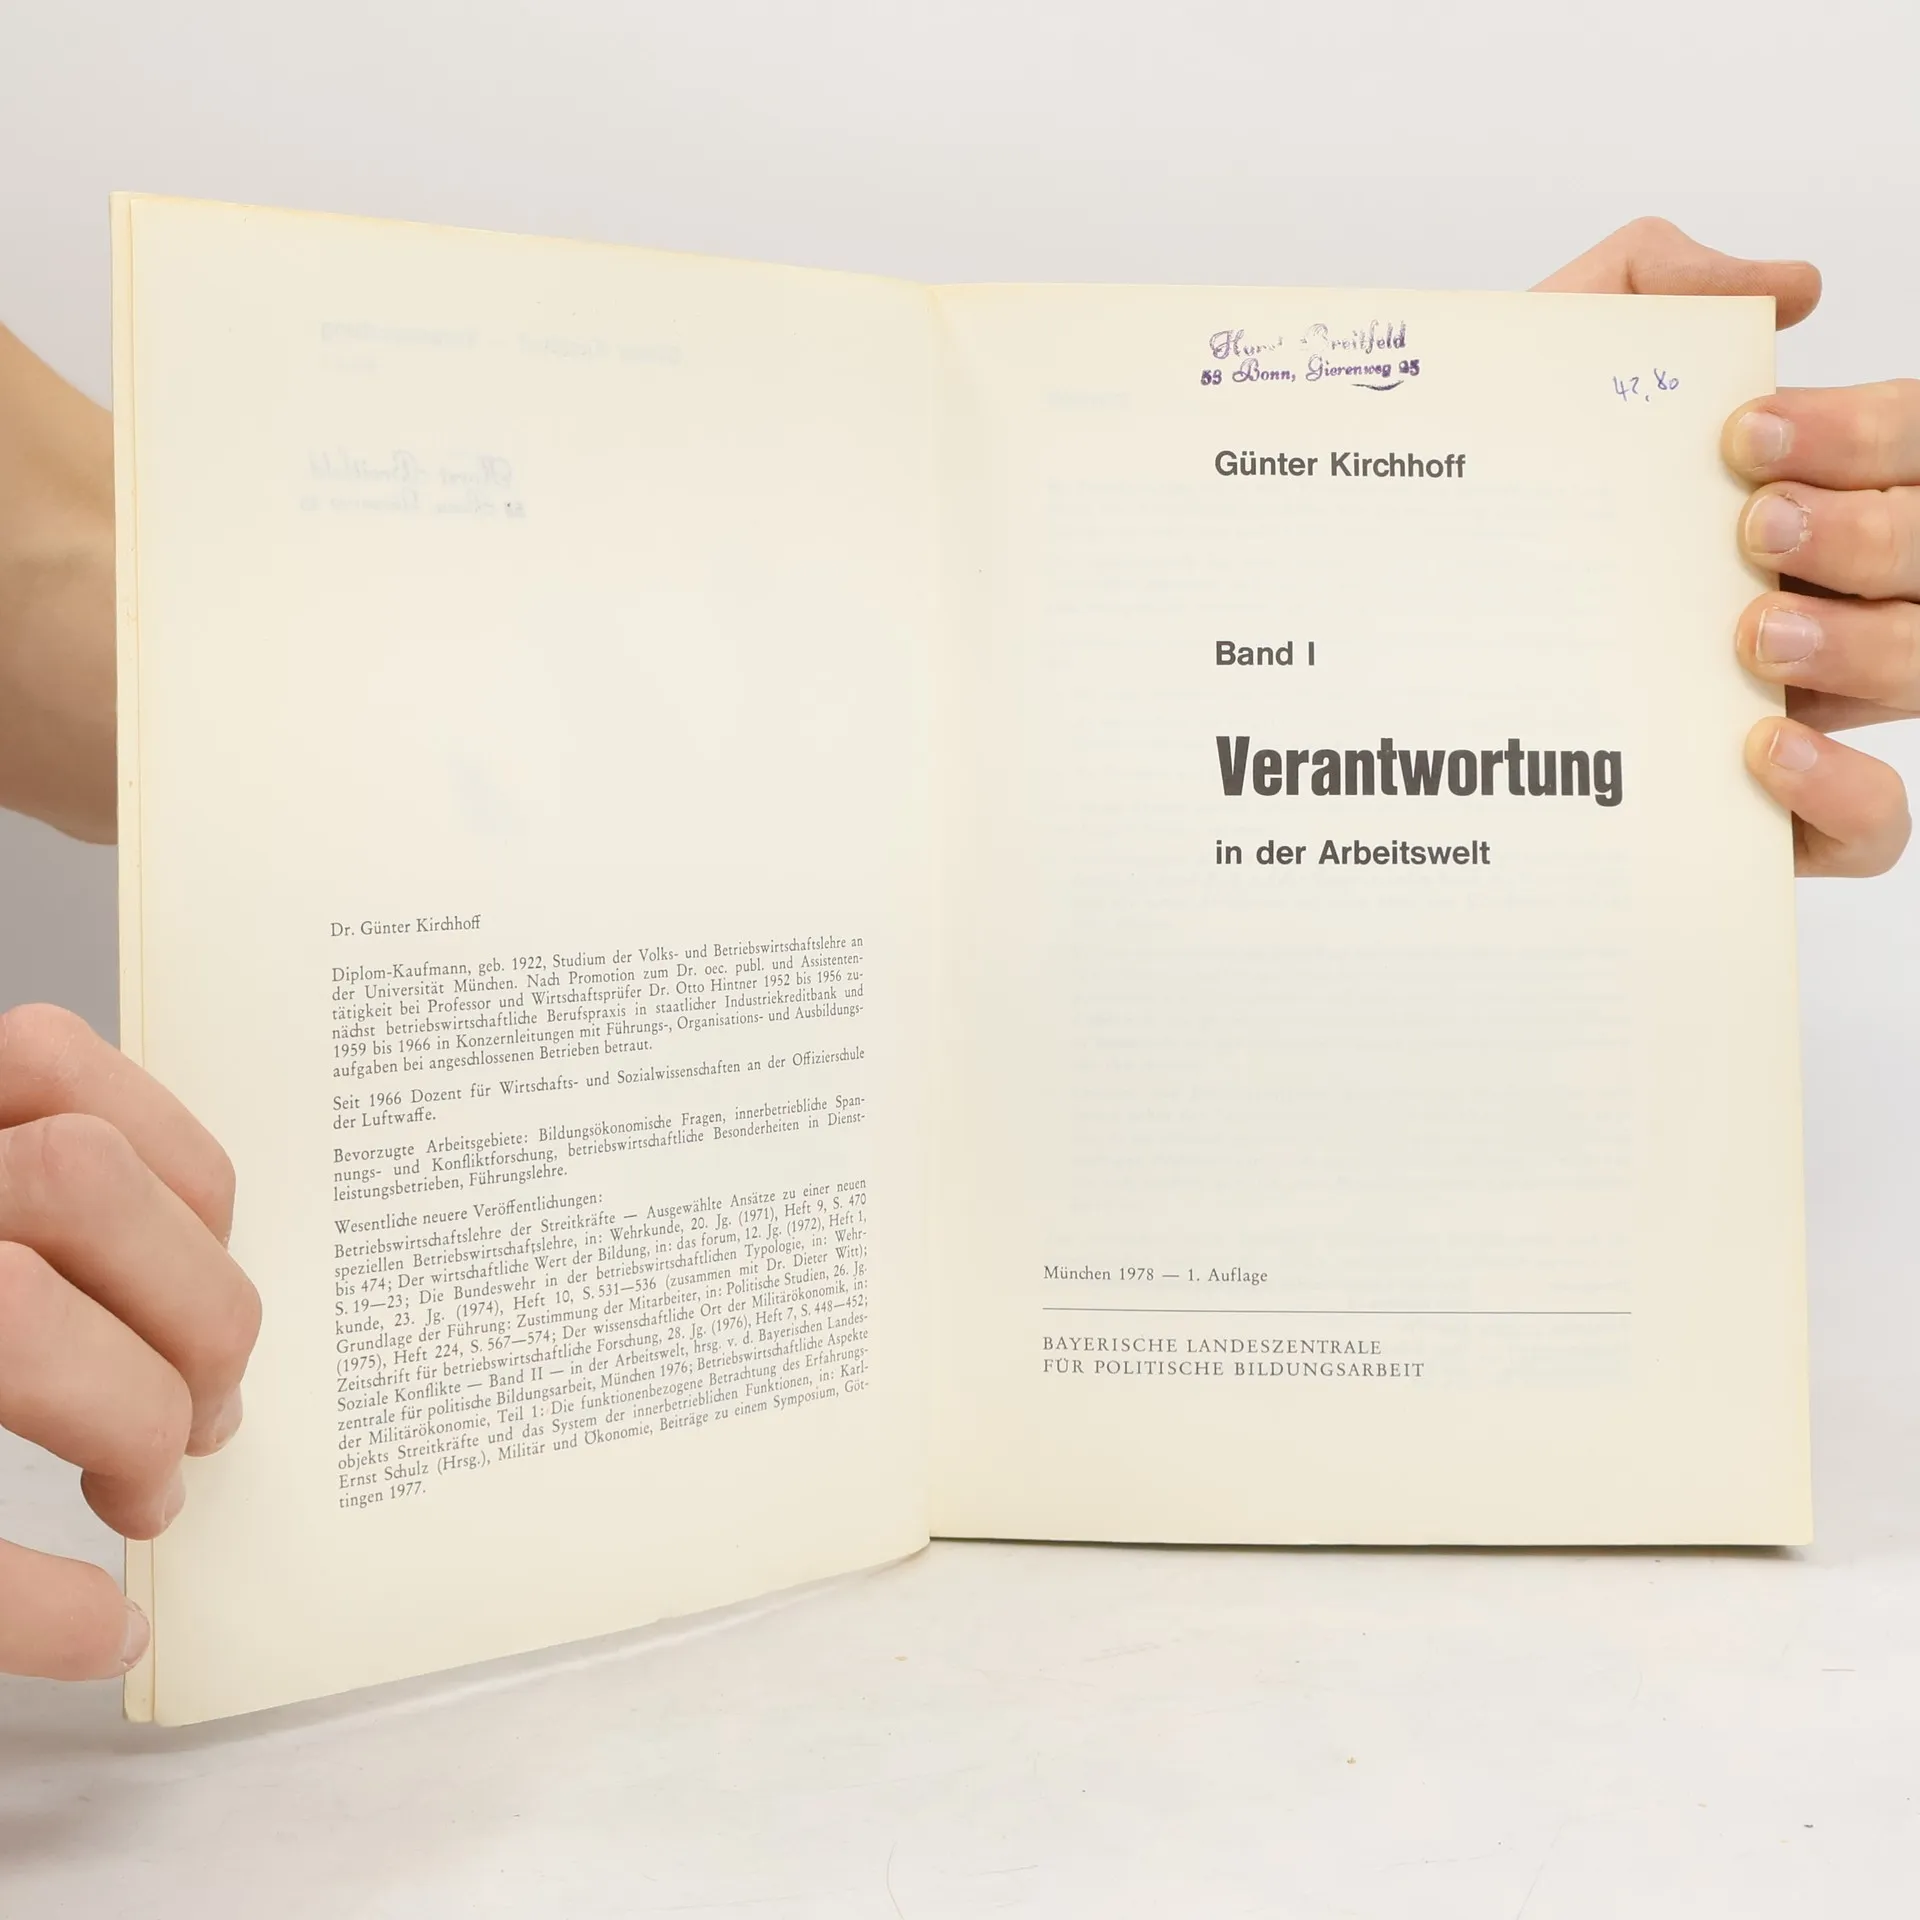 Dr. Günter Kirchhoff
Diplom-Kaufmann, geb. 1922, Studium der Volks- und Betriebswirtschaftslehre an
der Universität München. Nach Promotion zum Dr. oec. publ. und Assistenten-
tätigkeit bei Professor und Wirtschaftsprüfer Dr. Otto Hintner 1952 bis 1956 zu-
nächst betriebswirtschaftliche Berufspraxis in staatlicher Industriekreditbank und
1959 bis 1966 in Konzernleitungen mit Führungs-, Organisations- und Ausbildungs-
aufgaben bei angeschlossenen Betrieben betraut.
Seit 1966 Dozent für Wirtschafts- und Sozialwissenschaften an der Offizierschule
der Luftwaffe.
Bevorzugte Arbeitsgebiete: Bildungsökonomische Fragen, innerbetriebliche Span-
nungs- und Konfliktforschung, betriebswirtschaftliche Besonderheiten in Dienst-
leistungsbetrieben, Führungslehre.
Wesentliche neuere Veröffentlichungen:
Betriebswirtschaftslehre der Streitkräfte — Ausgewählte Ansätze zu einer neuen
speziellen Betriebswirtschaftslehre, in: Wehrkunde, 20. Jg. (1971), Heft 9, S. 470
bis 474; Der wirtschaftliche Wert der Bildung, in: das forum, 12. Jg. (1972), Heft 1,
S. 19—23; Die Bundeswehr in der betriebswirtschaftlichen Typologie, in: Wehr-
kunde, 23. Jg. (1974), Heft 10, S. 531—536 (zusammen mit Dr. Dieter Witt);
Grundlage der Führung: Zustimmung der Mitarbeiter, in: Politische Studien, 26. Jg.
(1975), Heft 224, S. 567—574; Der wissenschaftliche Ort der Militärökonomik, in:
Zeitschrift für betriebswirtschaftliche Forschung, 28. Jg. (1976), Heft 7, S. 448—452;
Soziale Konflikte — Band II — in der Arbeitswelt, hrsg. v. d. Bayerischen Landes-
zentrale für politische Bildungsarbeit, München 1976; Betriebswirtschaftliche Aspekte
der Militärökonomie, Teil 1: Die funktionenbezogene Betrachtung des Erfahrungs-
objekts Streitkräfte und das System der innerbetrieblichen Funktionen, in: Karl-
Ernst Schulz (Hrsg.), Militär und Ökonomie, Beiträge zu einem Symposium, Göt-
tingen 1977.
Breitfeld
53 Bonn, Gierenweg 25
42,80
Günter Kirchhoff
Band I
Verantwortung
in der Arbeitswelt
München 1978 — 1. Auflage
BAYERISCHE LANDESZENTRALE
FÜR POLITISCHE BILDUNGSARBEIT